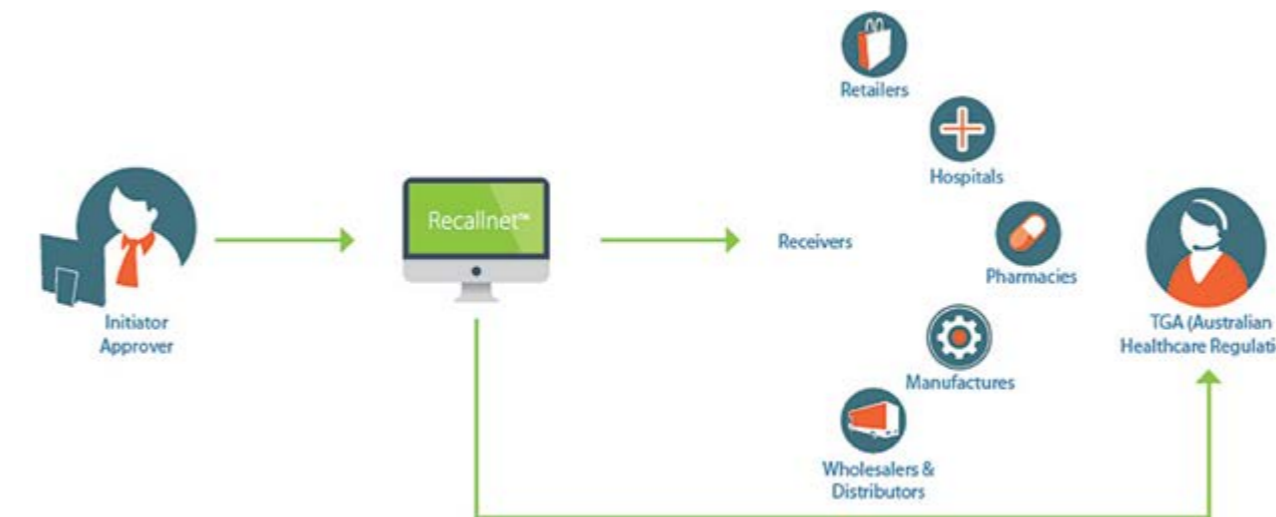 Retailers
Hospitals
Recallnet™
Receivers
Pharmacies
Initiator
Approver
TGA (Australian
Healthcare Regulati
Manufactures
Wholesalers &
Distributors